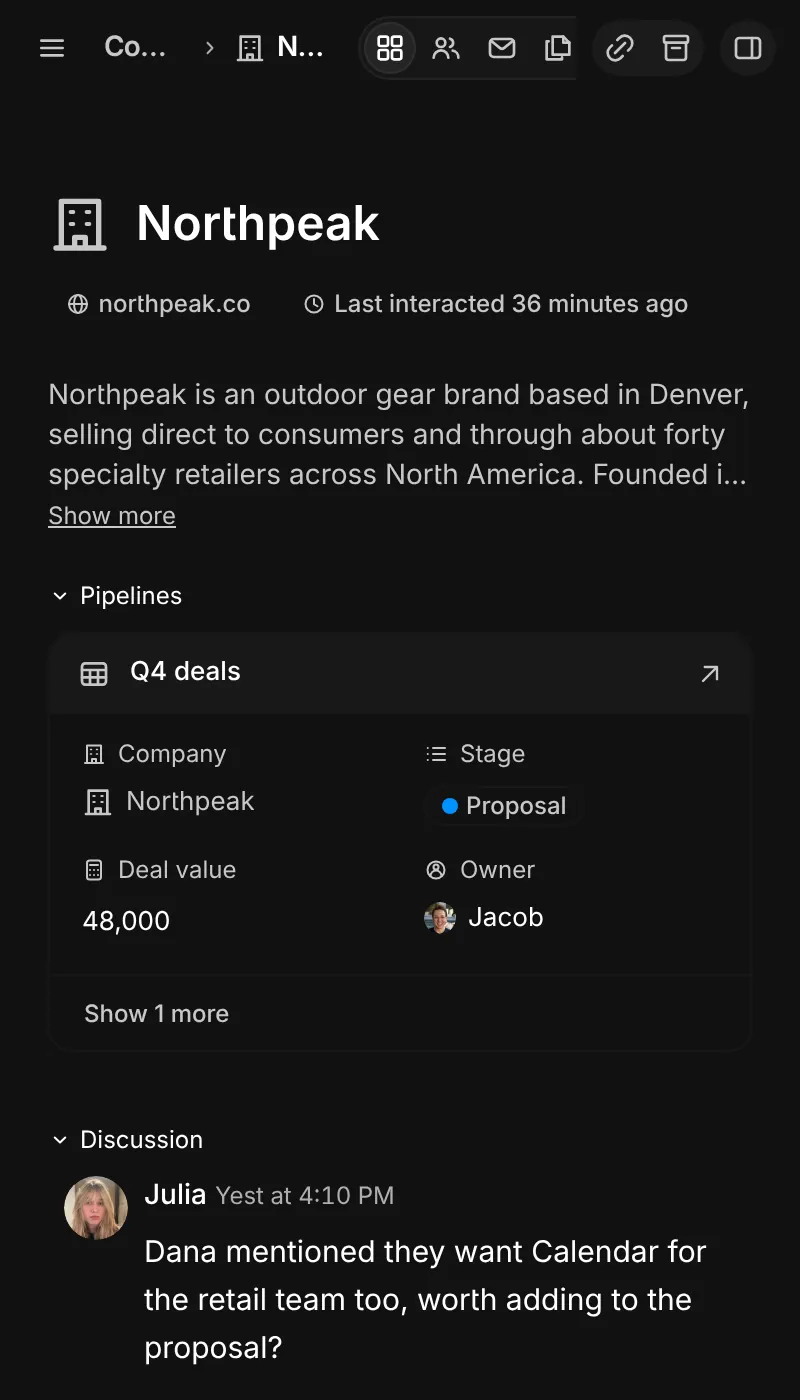 Co...
N...
Northpeak
northpeak.co
Last interacted 36 minutes ago
Northpeak is an outdoor gear brand based in Denver,
selling direct to consumers and through about forty
specialty retailers across North America. Founded i...
Show more
Pipelines
Q4 deals
Company
Stage
Northpeak
Proposal
Deal value
Owner
48,000
Jacob
Show 1 more
Discussion
Julia Yest at 4:10 PM
Dana mentioned they want Calendar for
the retail team too, worth adding to the
proposal?